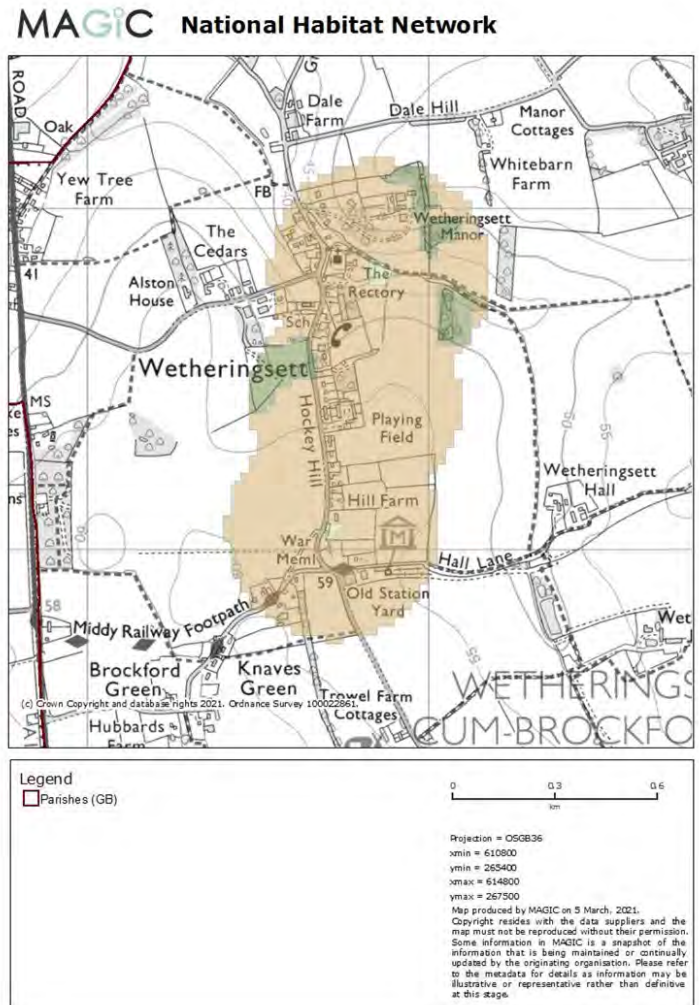 MAGiC National Habitat Network
ROAD
Dale
Farm
Dale Hill
Manor
Cottages
Oak
Whitebarn
Farm
Yew Tree
Farm
FB
Wetheringsett
Manor
The
Cedars
41
The
Rectory
Alston
House
Sch
Wetheringsett
MS
Hockey Hill
Playing
Field
50
55
Wetheringsett
Hall
60
Hill Farm
M
War
Meml
Hall Lane
59
Old Station
Yard
58
Middy Railway Footpath
Wet
55
Brockford
Green
Knaves
Green
WETHERINGS
(c) Crown Copyright and database rights 2021. Ordnance Survey 100022861.
Trowel Farm
Cottages
CUM-BROCKFO
Hubbards
Farm
Legend
Parishes (GB)
0 0.3 0.6
km
Projection = OSGB36
xmin = 610800
ymin = 265400
xmax = 614800
ymax = 267500
Map produced by MAGIC on 5 March, 2021.
Copyright resides with the data suppliers and the
map must not be reproduced without their permission.
Some information in MAGIC is a snapshot of the
information that is being maintained or continually
updated by the originating organisation. Please refer
to the metadata for details as information may be
illustrative or representative rather than definitive
at this stage.